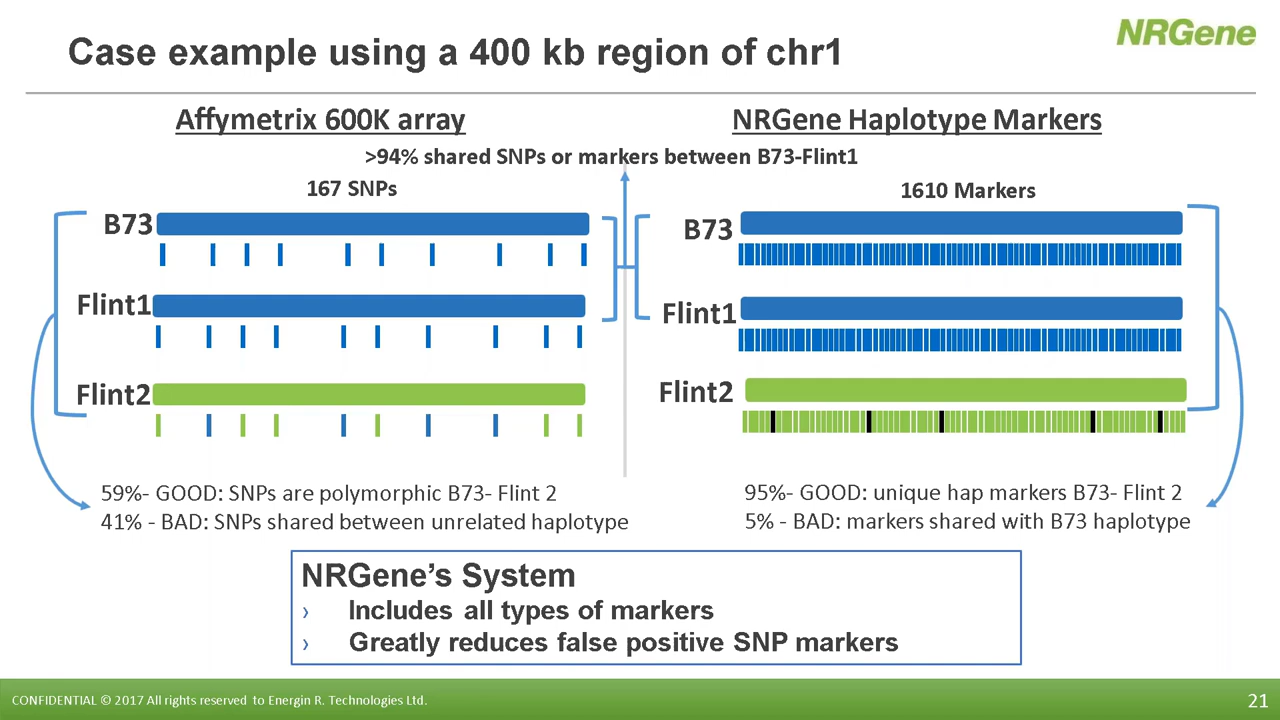 NRGene
Case example using a 400 kb region of chr1
Affymetrix 600K array
NRGene Haplotype Markers
>94% shared SNPs or markers between B73-Flint1
167 SNPs
1610 Markers
B73
Flint1
Flint2
B73
Flint1
Flint2
59%- GOOD: SNPs are polymorphic B73- Flint 2
41% - BAD: SNPs shared between unrelated haplotype
95%- GOOD: unique hap markers B73- Flint 2
5% - BAD: markers shared with B73 haplotype
NRGene’s System
› Includes all types of markers
› Greatly reduces false positive SNP markers
CONFIDENTIAL © 2017 All rights reserved to Energin R. Technologies Ltd.
21